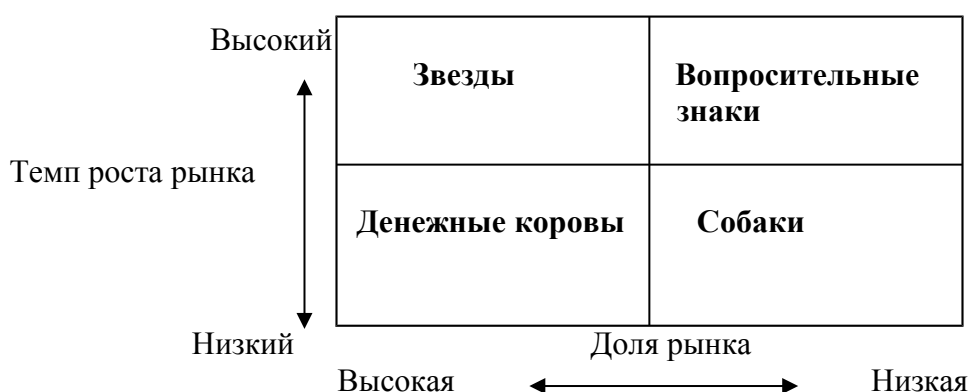 Высокий
Звезды
Вопросительные
знаки
Темп роста рынка
Денежные коровы
Собаки
Низкий
Доля рынка
Высокая
Низкая